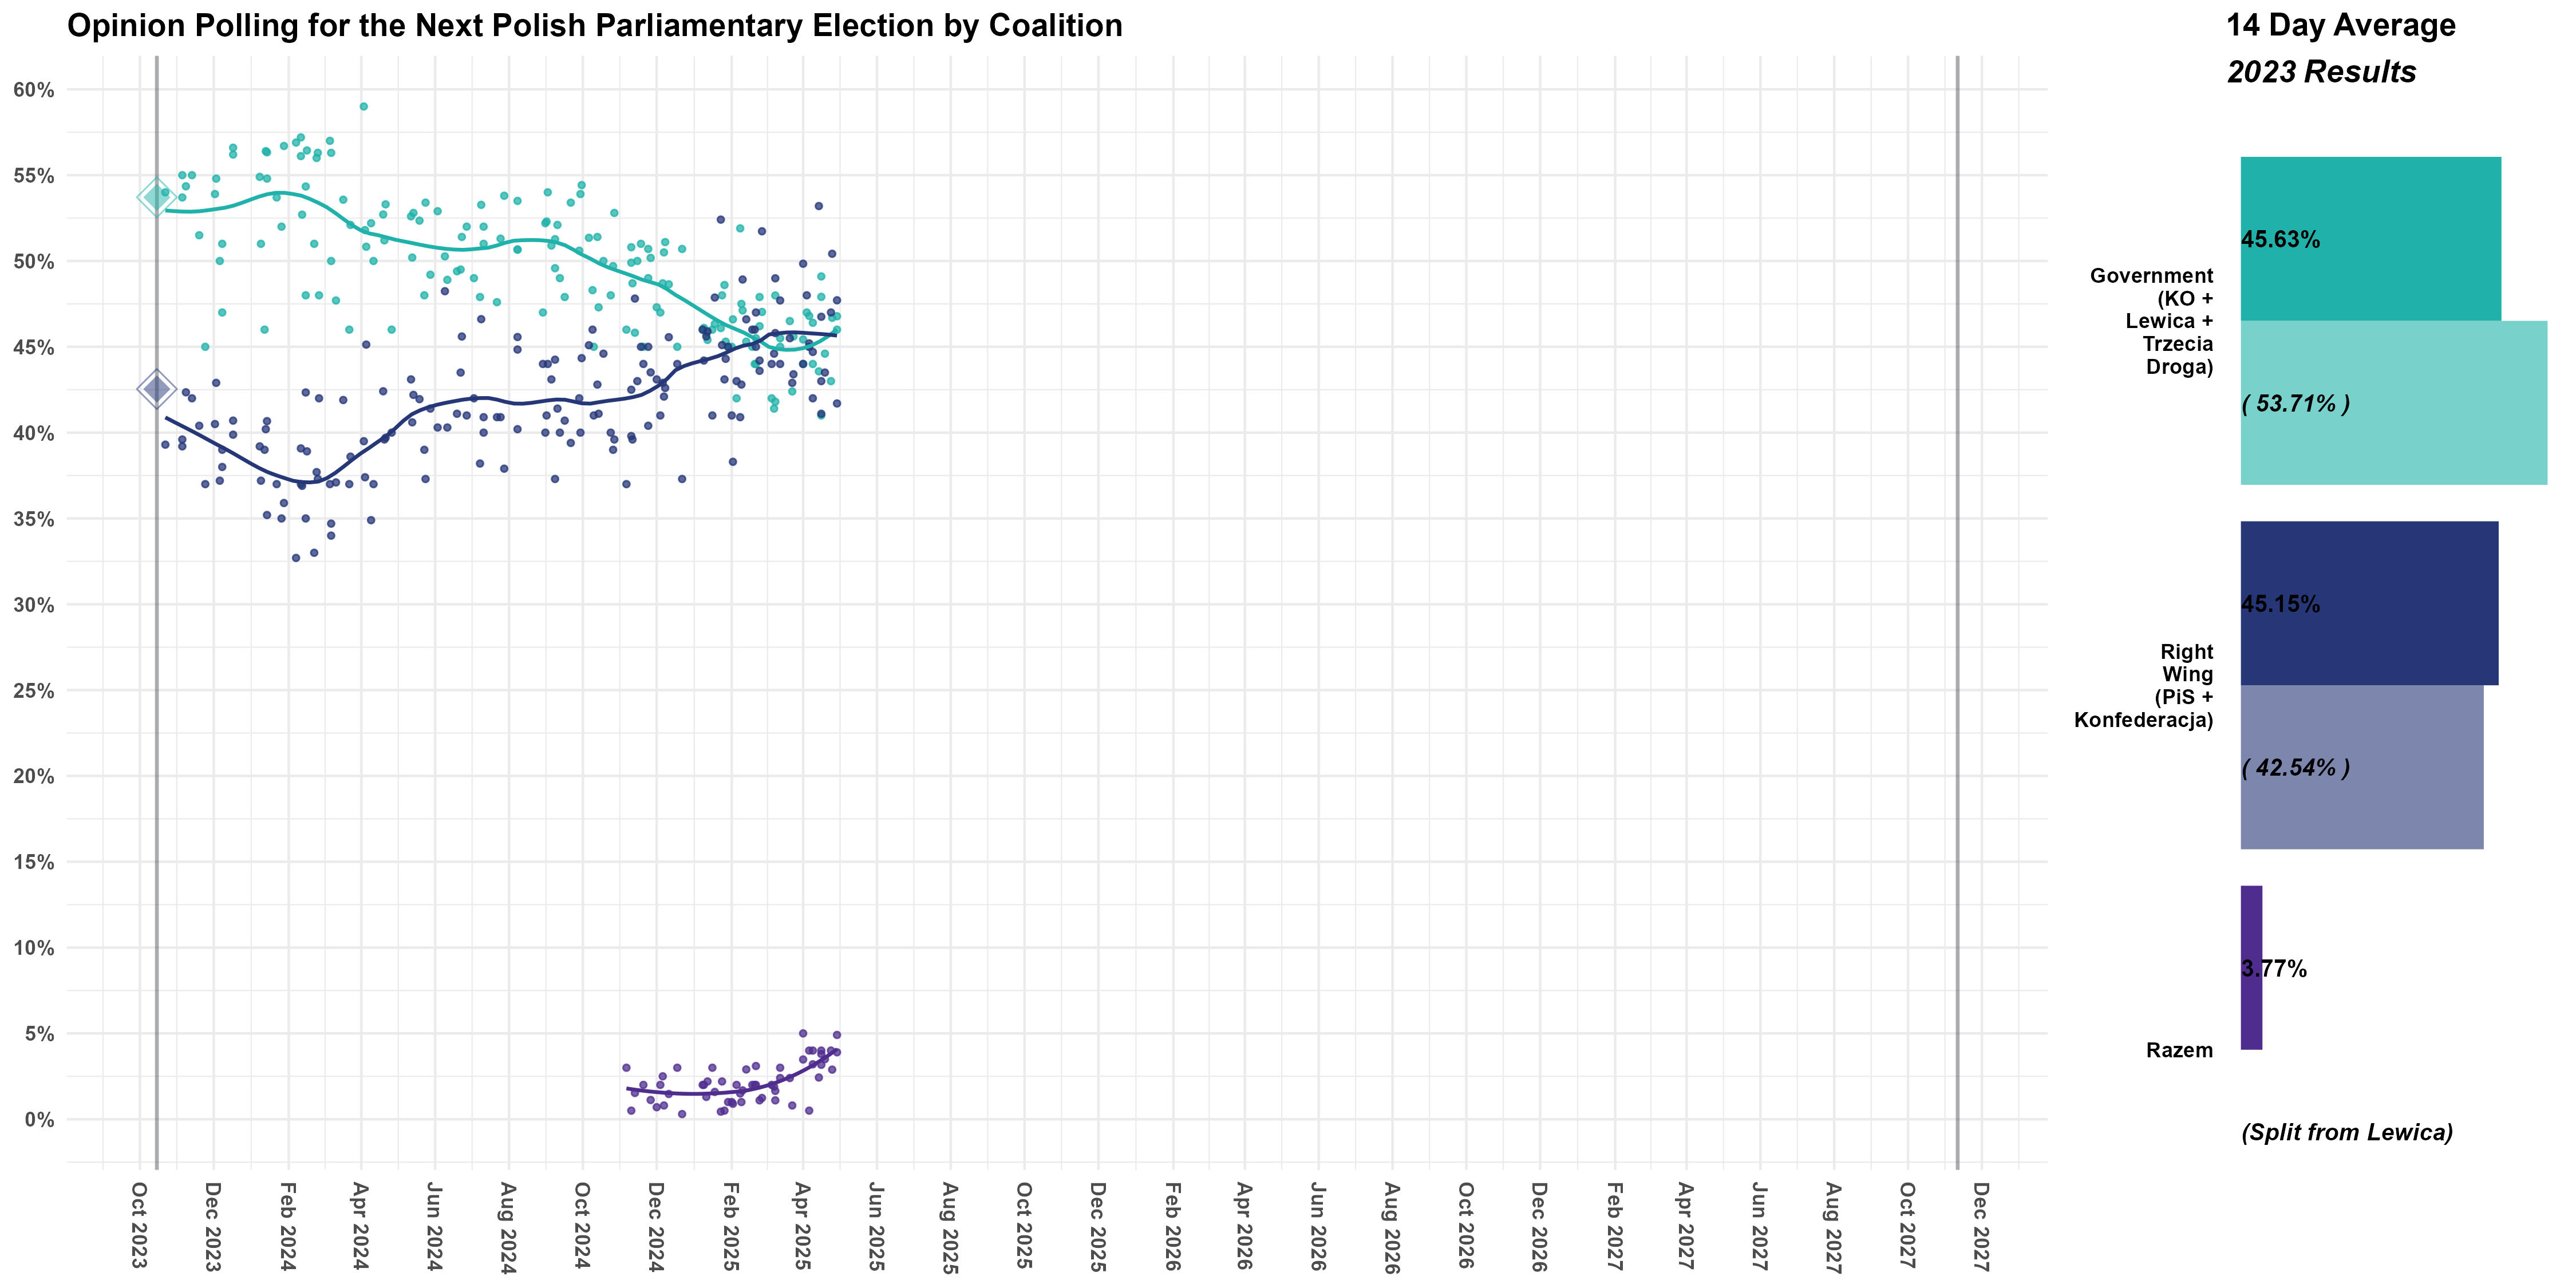 Opinion Polling for the Next Polish Parliamentary Election by Coalition
60%
55%
50%
45%
40%
35%
30%
25%
20%
15%
10%
5%
0%
Oct 2023
Dec 2023
Feb 2024
Apr 2024
Jun 2024
Aug 2024
Oct 2024
Dec 2024
Feb 2025
Apr 2025
Jun 2025
Aug 2025
Oct 2025
Dec 2025
Feb 2026
Apr 2026
Jun 2026
Aug 2026
Oct 2026
Dec 2026
Feb 2027
Apr 2027
Jun 2027
Aug 2027
Oct 2027
Dec 2027
14 Day Average
2023 Results
Government
(KO +
Lewica +
Trzecia
Droga)
45.63%
( 53.71% )
Right
Wing
(PiS +
Konfederacja)
45.15%
( 42.54% )
Razem
3.77%
(Split from Lewica)